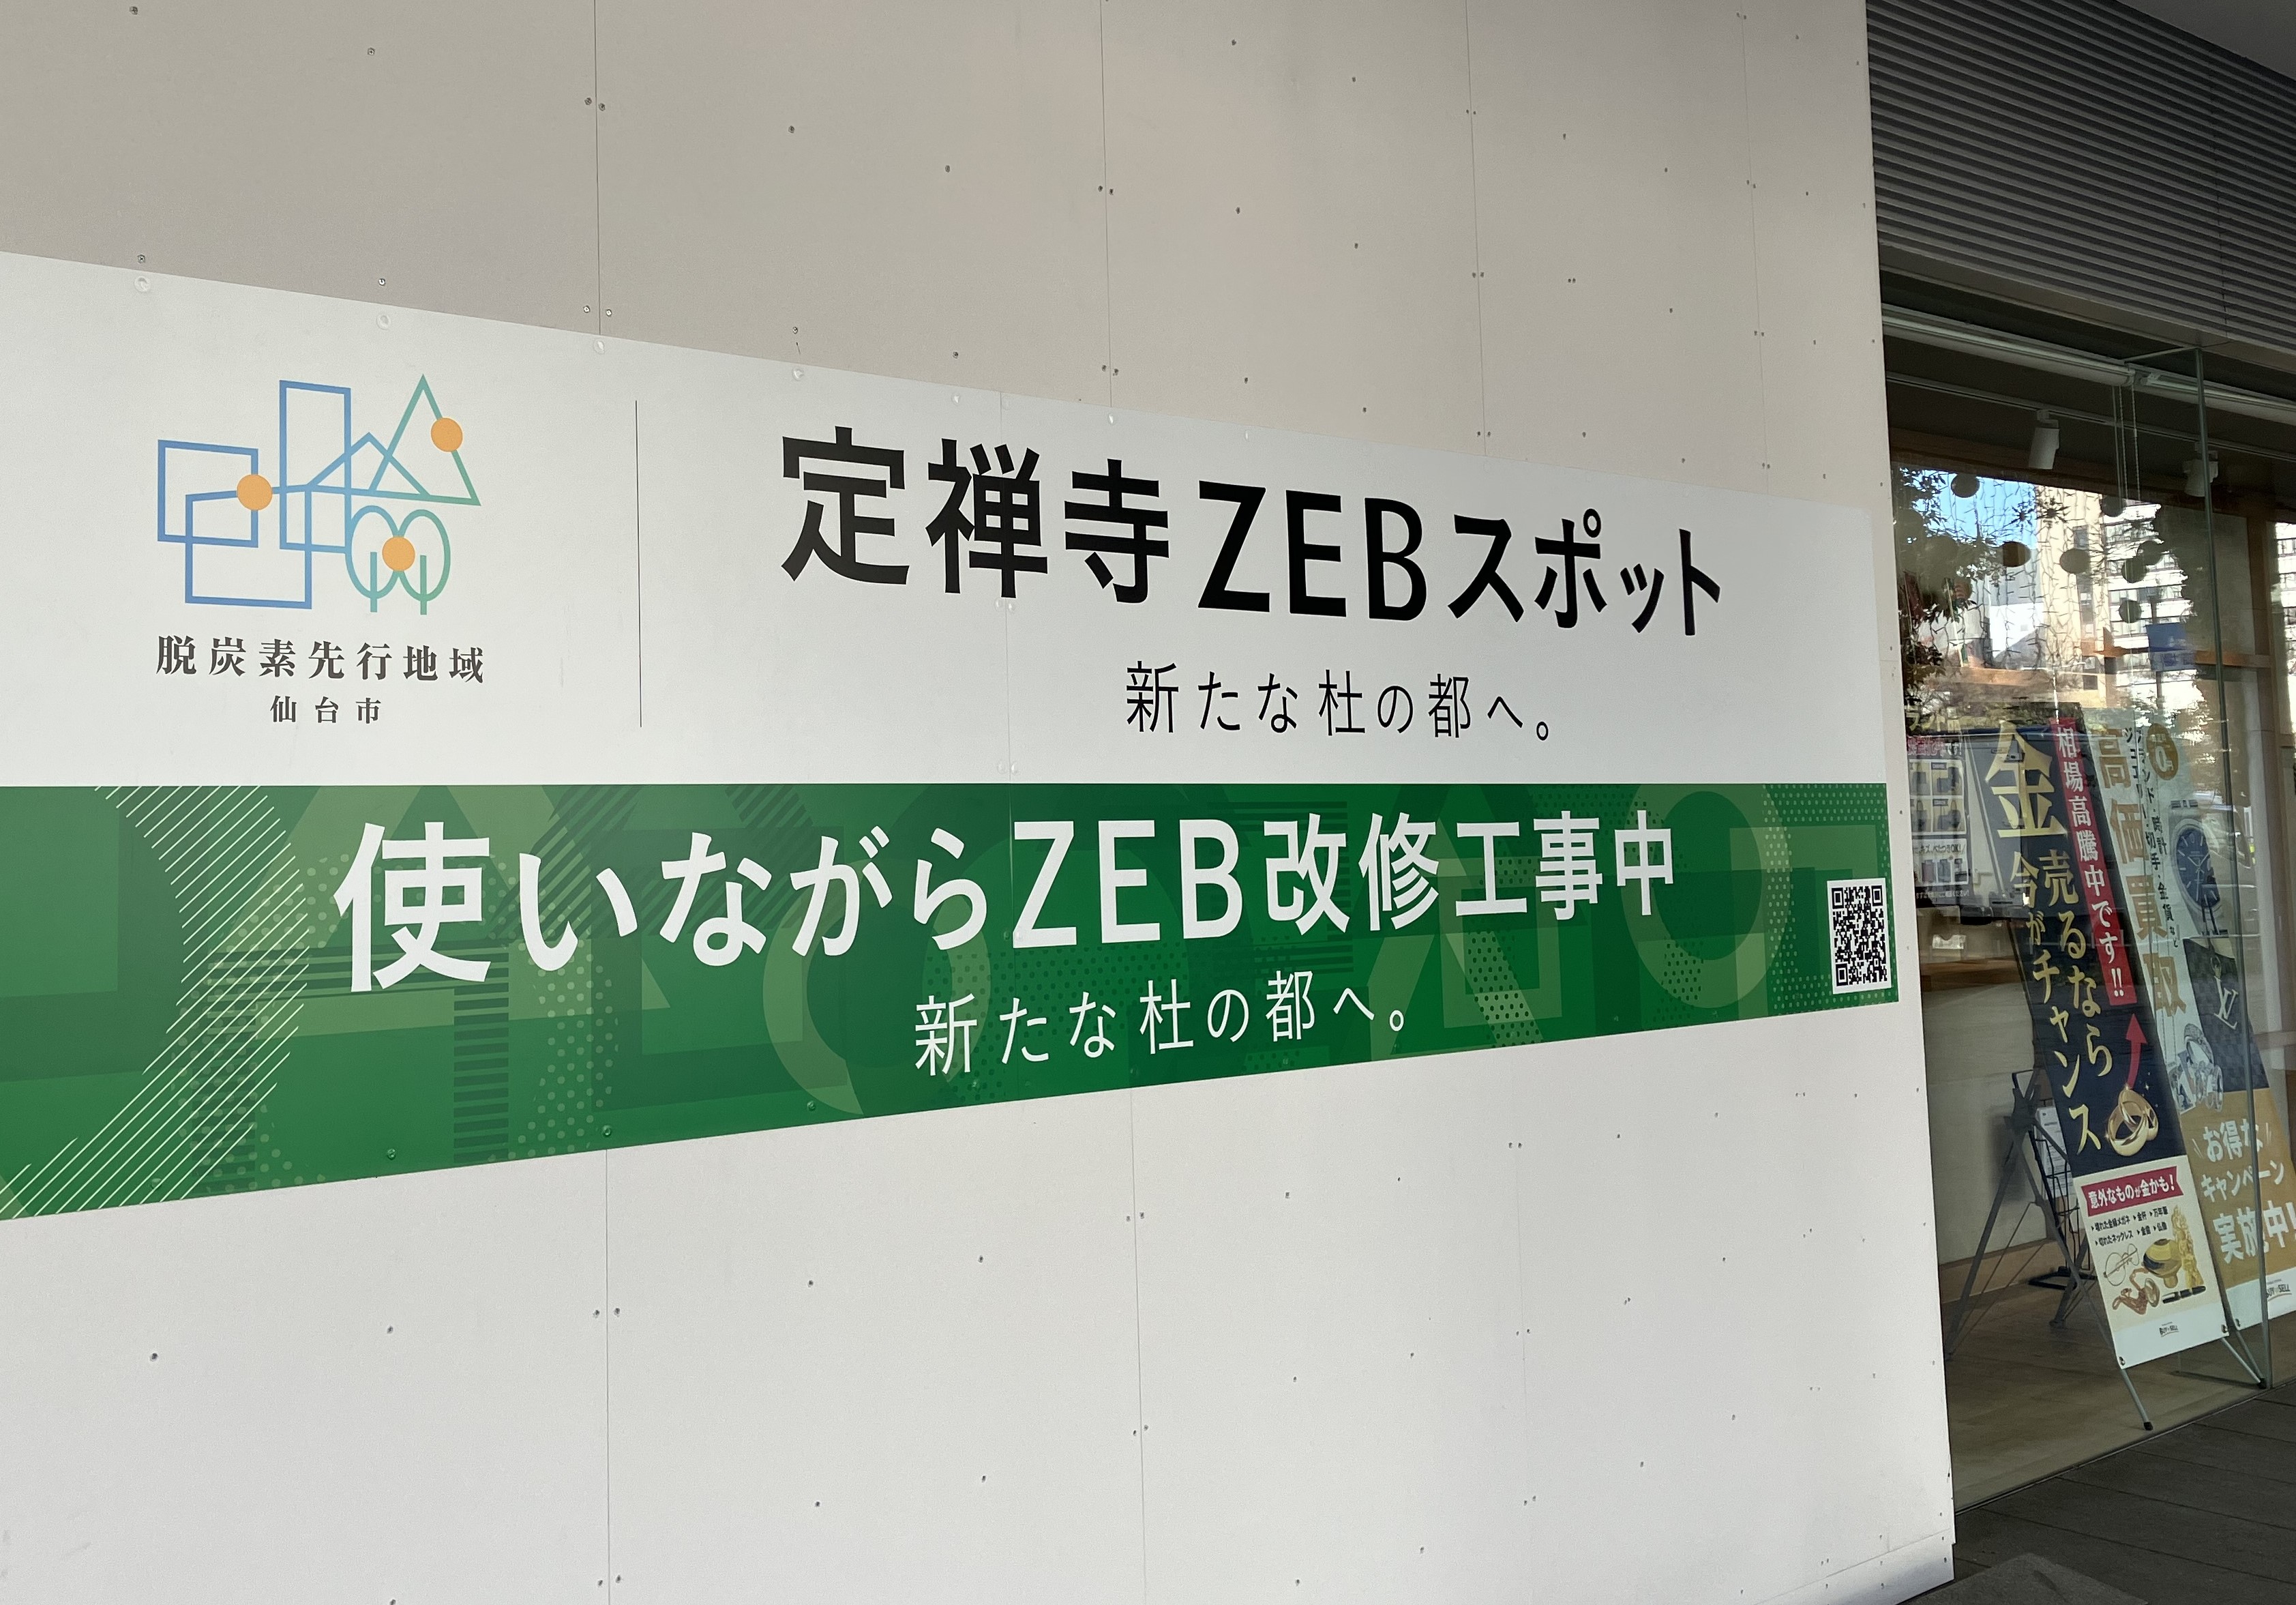 脱炭素先行地域
仙台市
定禅寺ZEBスポット
新たな杜の都へ。
使いながらZEB改修工事中
新たな杜の都へ。
相場高騰中です!!
金売るなら
今がチャンス
意外なものが金かも!
高価買取
お得な
キャンペーン
実施中!